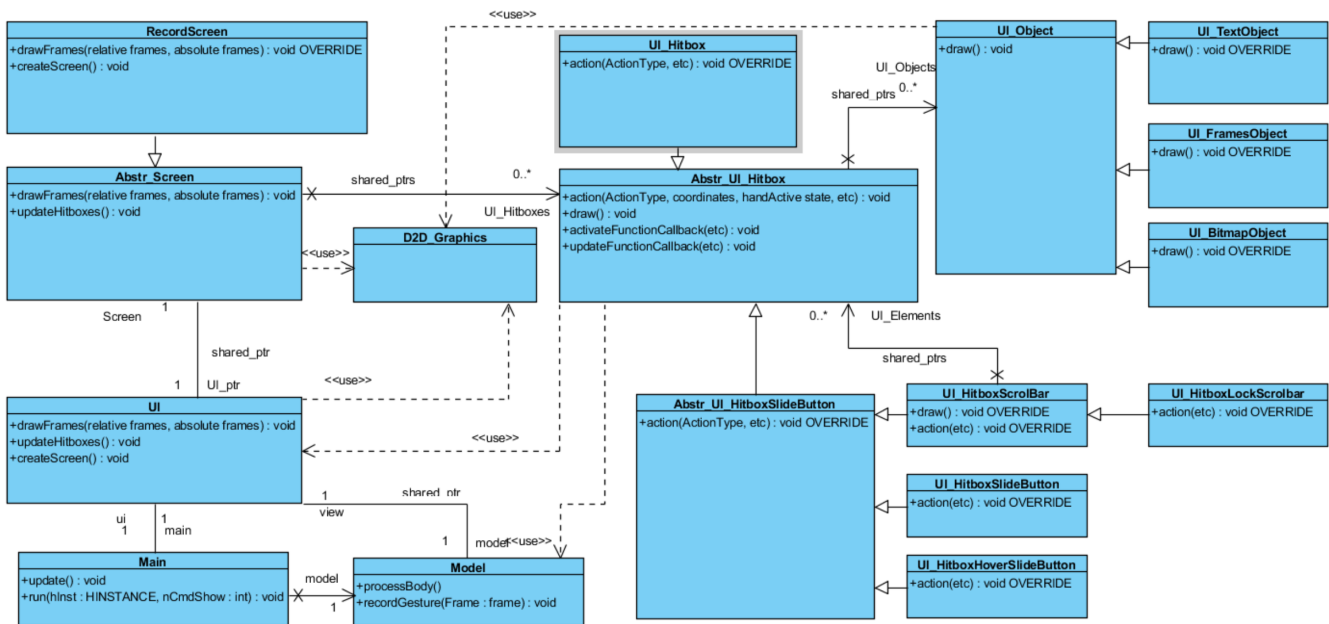 <<use>>
RecordScreen
+drawFrames(relative frames, absolute frames) : void OVERRIDE
+createScreen() : void
UI_Hitbox
+action(ActionType, etc) : void OVERRIDE
UI_Object
+draw() : void
UI_TextObject
+draw() : void OVERRIDE
UI_Objects
shared_ptrs
0..*
UI_FramesObject
+draw() : void OVERRIDE
Abstr_Screen
+drawFrames(relative frames, absolute frames) : void
+updateHitboxes() : void
shared_ptrs
0..*
UI_Hitboxes
Abstr_UI_Hitbox
+action(ActionType, coordinates, handActive state, etc) : void
+draw() : void
+activateFunctionCallback(etc) : void
+updateFunctionCallback(etc) : void
UI_BitmapObject
+draw() : void OVERRIDE
D2D_Graphics
<<use>>
1
Screen
shared_ptr
1
UI_ptr
<<use>>
0..*
UI_Elements
shared_ptrs
UI
+drawFrames(relative frames, absolute frames) : void
+updateHitboxes() : void
+createScreen() : void
<<use>>
Abstr_UI_HitboxSlideButton
+action(ActionType, etc) : void OVERRIDE
UI_HitboxScrolBar
+draw() : void OVERRIDE
+action(etc) : void OVERRIDE
UI_HitboxLockScrolbar
+action(etc) : void OVERRIDE
UI_HitboxSlideButton
+action(etc) : void OVERRIDE
1
shared_ptr
view
ui
1
1
main
1
model
<<use>>
UI_HitboxHoverSlideButton
+action(etc) : void OVERRIDE
Main
+update() : void
+run(hInst : HINSTANCE, nCmdShow : int) : void
model
1
Model
+processBody()
+recordGesture(Frame : frame) : void